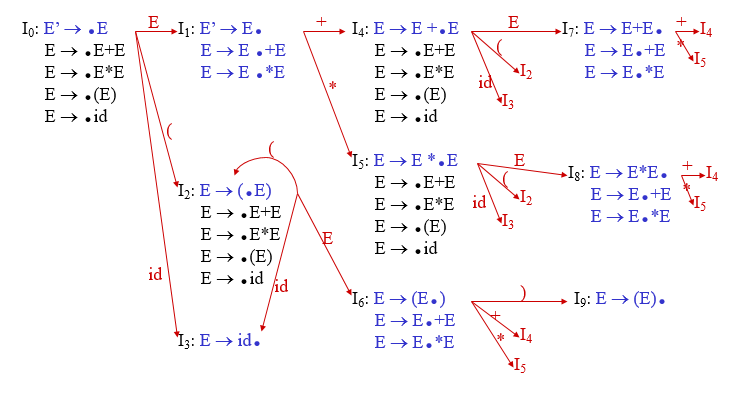 I₀: E’ → .E
E → .E+E
E → .E*E
E → .(E)
E → .id
E
I₁: E’ → E.
E → E .+E
E → E .*E
+
*
I₄: E → E + .E
E → .E+E
E → .E*E
E → .(E)
E → .id
E
(
I₂
id
I₃
I₇: E → E+E.
E → E .+E
E → E .*E
+
I₄
*
I₅
(
id
(
I₂: E → (.E)
E → .E+E
E → .E*E
E → .(E)
E → .id
E
id
I₃: E → id.
I₅: E → E * .E
E → .E+E
E → .E*E
E → .(E)
E → .id
E
(
I₂
id
I₃
I₈: E → E*E.
E → E .+E
E → E .*E
+
I₄
*
I₅
I₆: E → (E.)
E → E .+E
E → E .*E
)
+
I₄
*
I₅
I₉: E → (E).